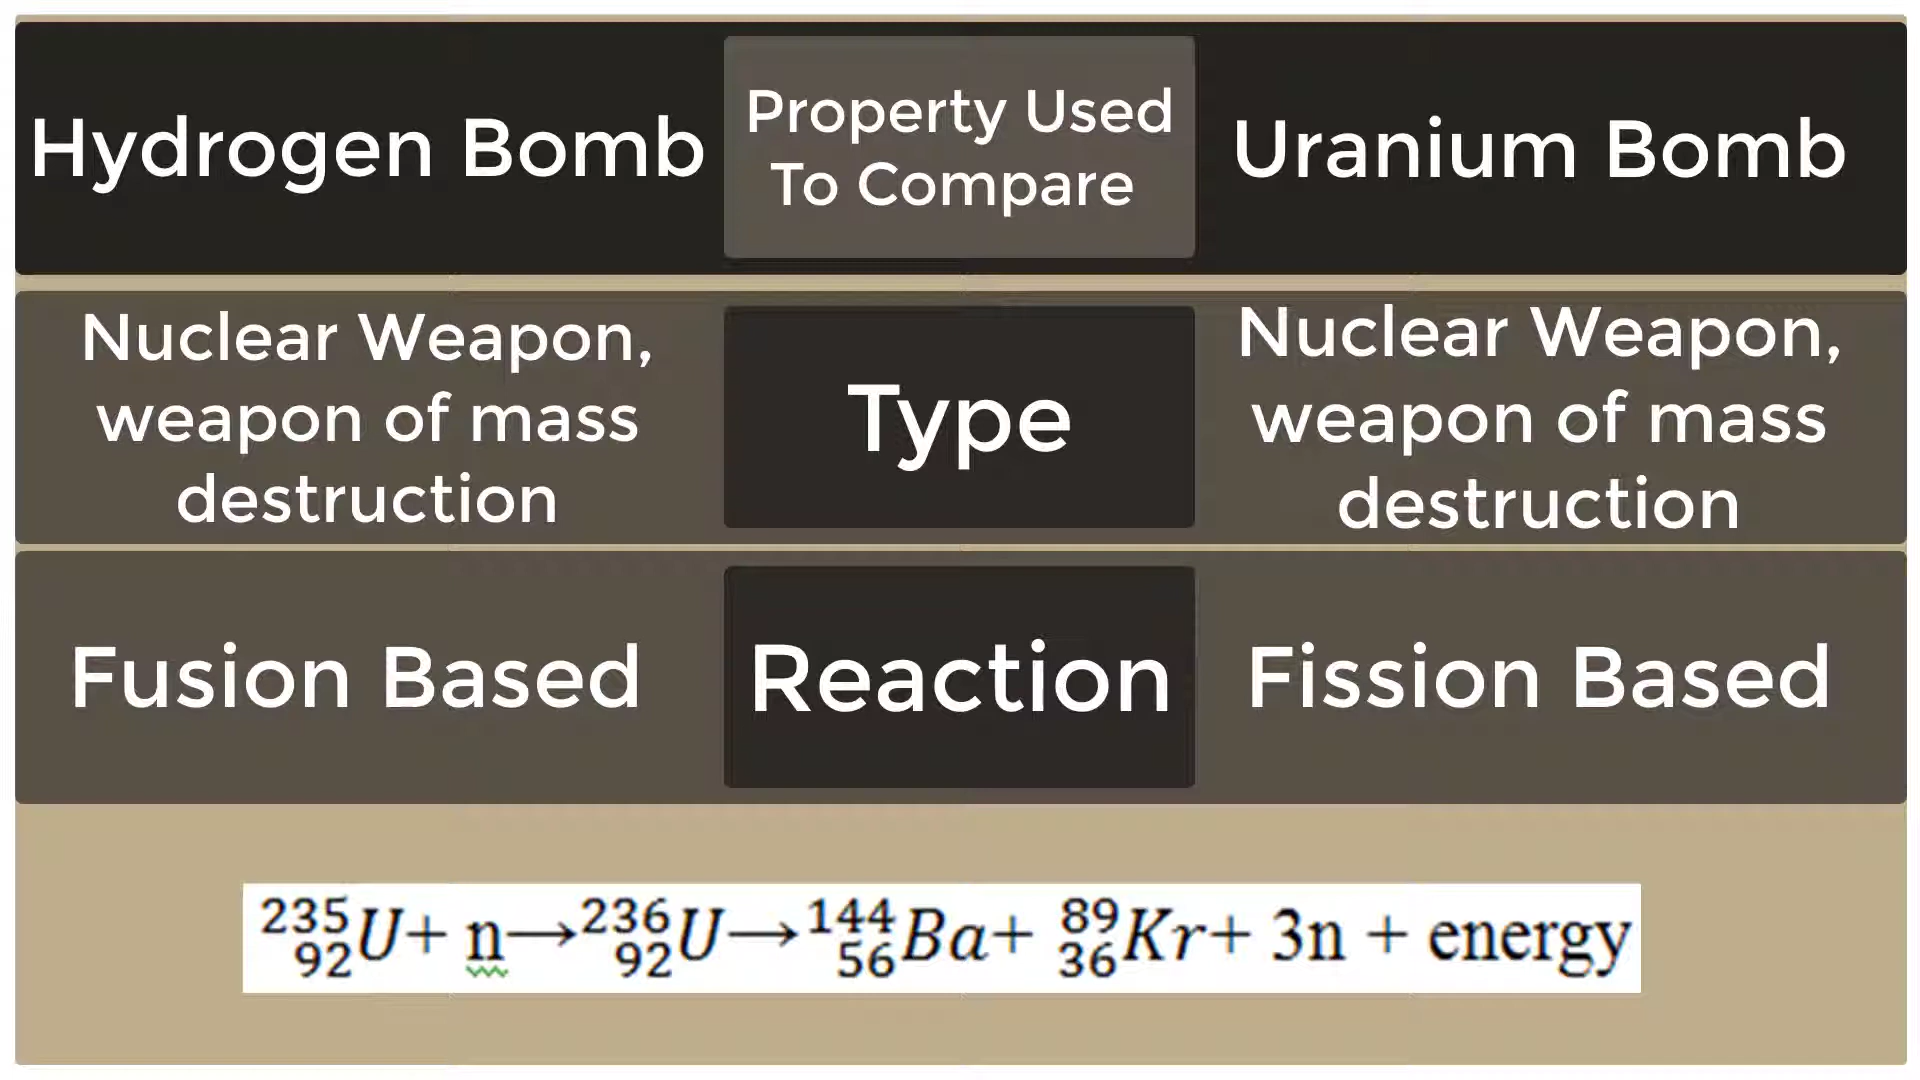 Hydrogen Bomb
Property Used
To Compare
Uranium Bomb
Nuclear Weapon,
weapon of mass
destruction
Type
Nuclear Weapon,
weapon of mass
destruction
Fusion Based
Reaction
Fission Based
²³⁵₉₂U+ n→²³⁶₉₂U→¹⁴⁴₅₆Ba+ ⁸⁹₃₆Kr+ 3n + energy